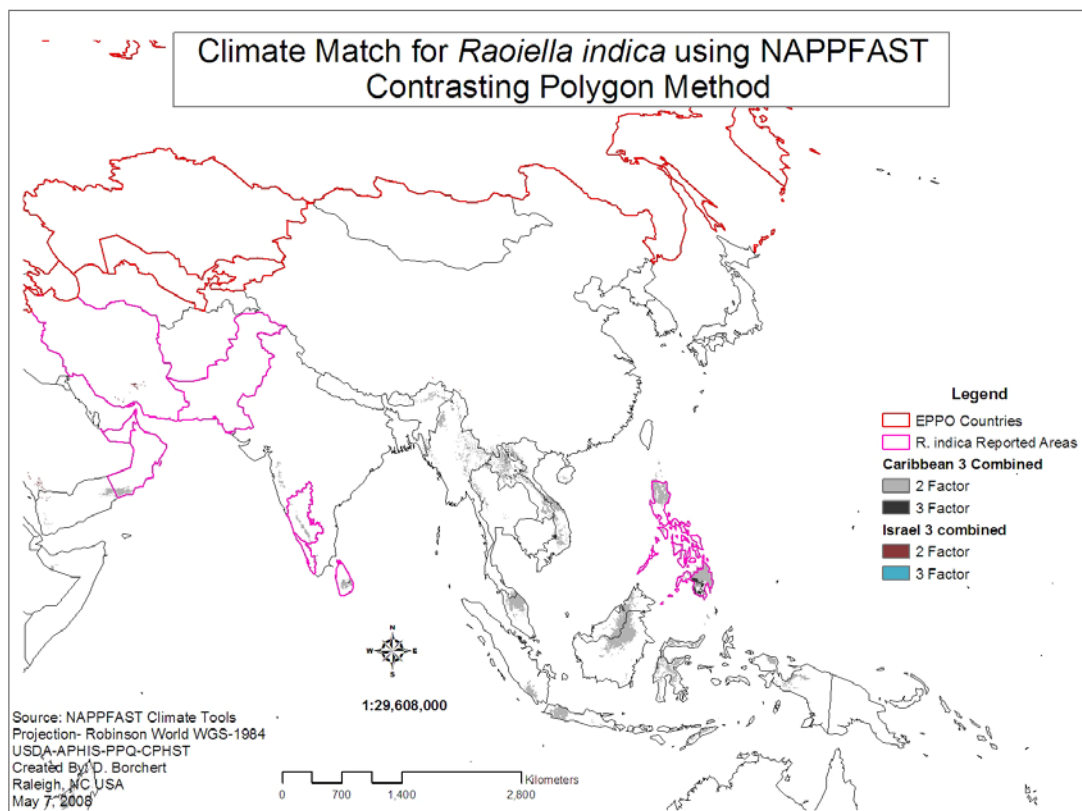 Climate Match for Raoiella indica using NAPPFAST
Contrasting Polygon Method
Legend
EPPO Countries
R. indica Reported Areas
Caribbean 3 Combined
2 Factor
3 Factor
Israel 3 combined
2 Factor
3 Factor
N
W E
S
1:29,608,000
Source: NAPPFAST Climate Tools
Projection- Robinson World WGS-1984
USDA-APHIS-PPQ-CPHST
Created By: D. Borchert
Raleigh, NC USA
May 7, 2008
Kilometers
0 700 1,400 2,800